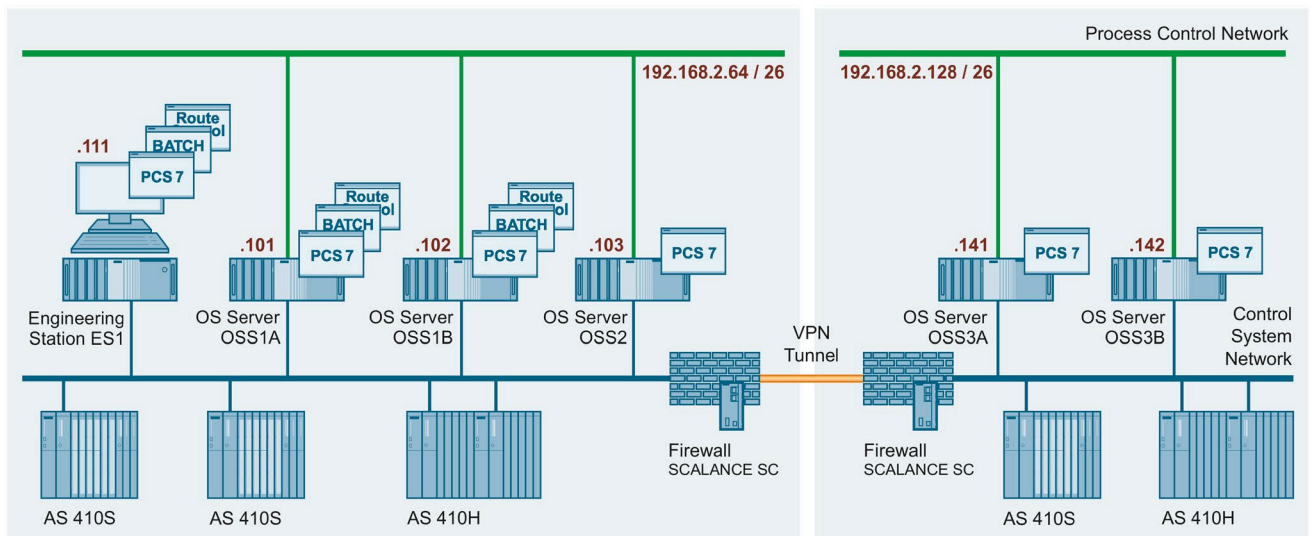 Process Control Network
192.168.2.64 / 26
192.168.2.128 / 26
.111
Route
ol
BATCH
PCS 7
.101
Route
ol
BATCH
PCS 7
.102
Route
ol
BATCH
PCS 7
.103
PCS 7
.141
PCS 7
.142
PCS 7
Engineering
Station ES1
OS Server
OSS1A
OS Server
OSS1B
OS Server
OSS2
VPN
Tunnel
OS Server
OSS3A
OS Server
OSS3B
Control
System
Network
Firewall
SCALANCE SC
Firewall
SCALANCE SC
AS 410S
AS 410S
AS 410H
AS 410S
AS 410H